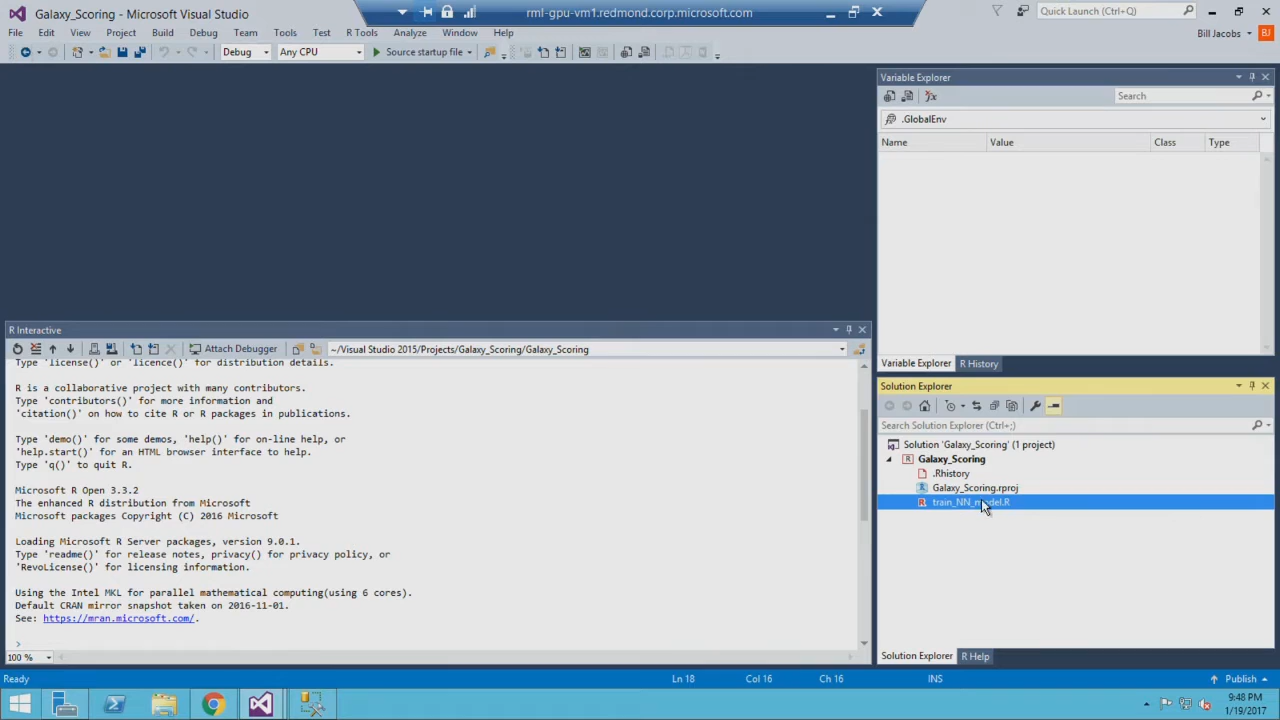 Galaxy_Scoring - Microsoft Visual Studio
rml-gpu-vm1.redmond.corp.microsoft.com
Quick Launch (Ctrl+Q)
File Edit View Project Build Debug Team Tools Test R Tools Analyze Window Help
Bill Jacobs BJ
Debug Any CPU Source startup file
Variable Explorer
Search
.GlobalEnv
Name Value Class Type
Variable Explorer R History
R Interactive
Attach Debugger ~/Visual Studio 2015/Projects/Galaxy_Scoring/Galaxy_Scoring
Type 'license()' or 'licence()' for distribution details.
R is a collaborative project with many contributors.
Type 'contributors()' for more information and
'citation()' on how to cite R or R packages in publications.
Type 'demo()' for some demos, 'help()' for on-line help, or
'help.start()' for an HTML browser interface to help.
Type 'q()' to quit R.
Microsoft R Open 3.3.2
The enhanced R distribution from Microsoft
Microsoft packages Copyright (C) 2016 Microsoft
Loading Microsoft R Server packages, version 9.0.1.
Type 'readme()' for release notes, privacy() for privacy policy, or
'RevoLicense()' for licensing information.
Using the Intel MKL for parallel mathematical computing(using 6 cores).
Default CRAN mirror snapshot taken on 2016-11-01.
See: https://mran.microsoft.com/.
>
100 %
Solution Explorer
Search Solution Explorer (Ctrl+;)
Solution 'Galaxy_Scoring' (1 project)
Galaxy_Scoring
.Rhistory
Galaxy_Scoring.rproj
train_NN_model.R
Solution Explorer R Help
Ready Ln 18 Col 16 Ch 16 INS Publish
9:48 PM
1/19/2017